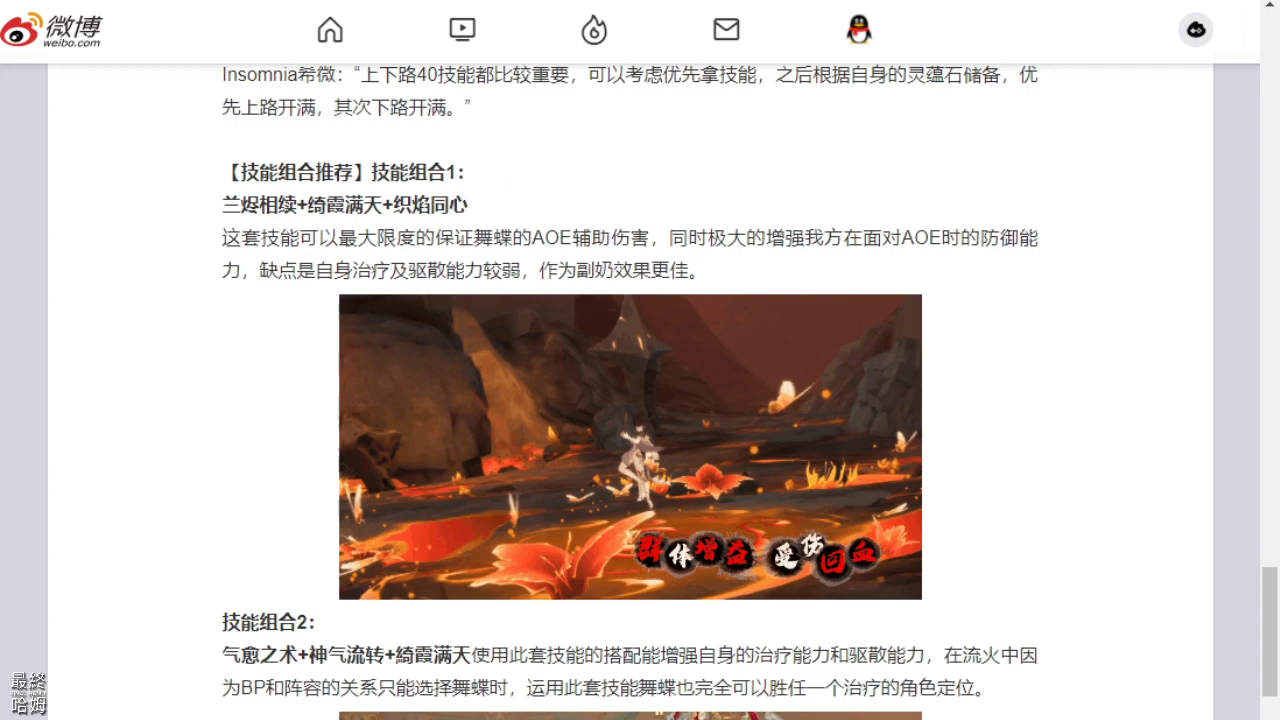 微博
weibo.com
Insomnia希微：“上下路40技能都比较重要，可以考虑优先拿技能，之后根据自身的灵蕴石储备，优
先上路开满，其次下路开满。”
【技能组合推荐】技能组合1：
兰烬相续+绮霞满天+织焰同心
这套技能可以最大限度的保证舞蝶的AOE辅助伤害，同时极大的增强我方在面对AOE时的防御能
力，缺点是自身治疗及驱散能力较弱，作为副奶效果更佳。
群体增益 受伤回血
技能组合2：
气愈之术+神气流转+綺霞满天使用此套技能的搭配能增强自身的治疗能力和驱散能力，在流火中因
为BP和阵容的关系只能选择舞蝶时，运用此套技能舞蝶也完全可以胜任一个治疗的角色定位。
最終
哈姆